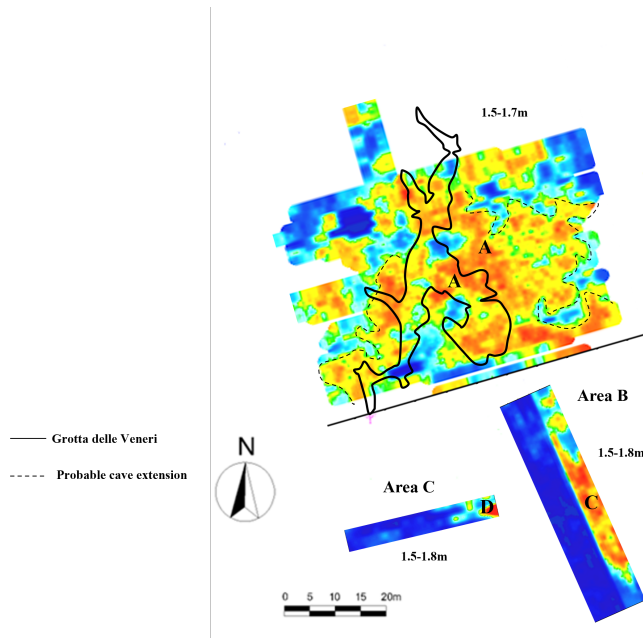 1.5-1.7m
A
A
Area B
1.5-1.8m
Grotta delle Veneri
N
Probable cave extension
Area C
D
C
1.5-1.8m
0 5 10 15 20m